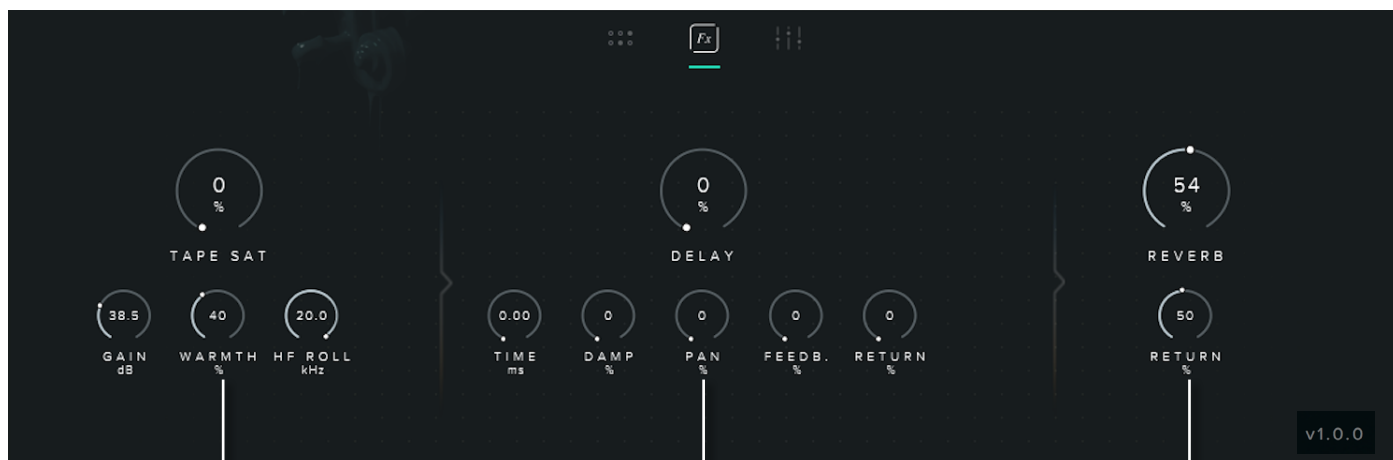 Fx
0
%
TAPE SAT
38.5
GAIN
dB
40
WARMTH
%
20.0
HF ROLL
kHz
0
%
DELAY
0.00
TIME
ms
0
DAMP
%
0
PAN
%
0
FEEDB.
%
0
RETURN
%
54
%
REVERB
50
RETURN
%
v1.0.0